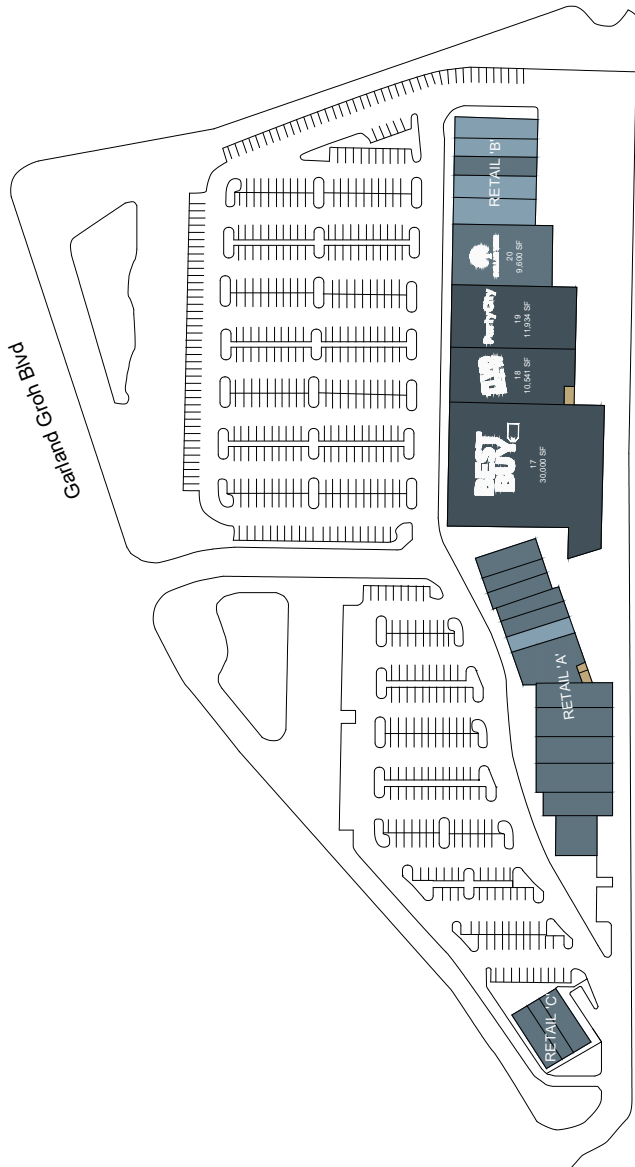 Garland Groh Blvd
RETAIL 'B'
20
9,600 SF
Party City
19
11,934 SF
18
10,541 SF
BEST
BUY
17
30,000 SF
RETAIL 'A'
RETAIL 'C'